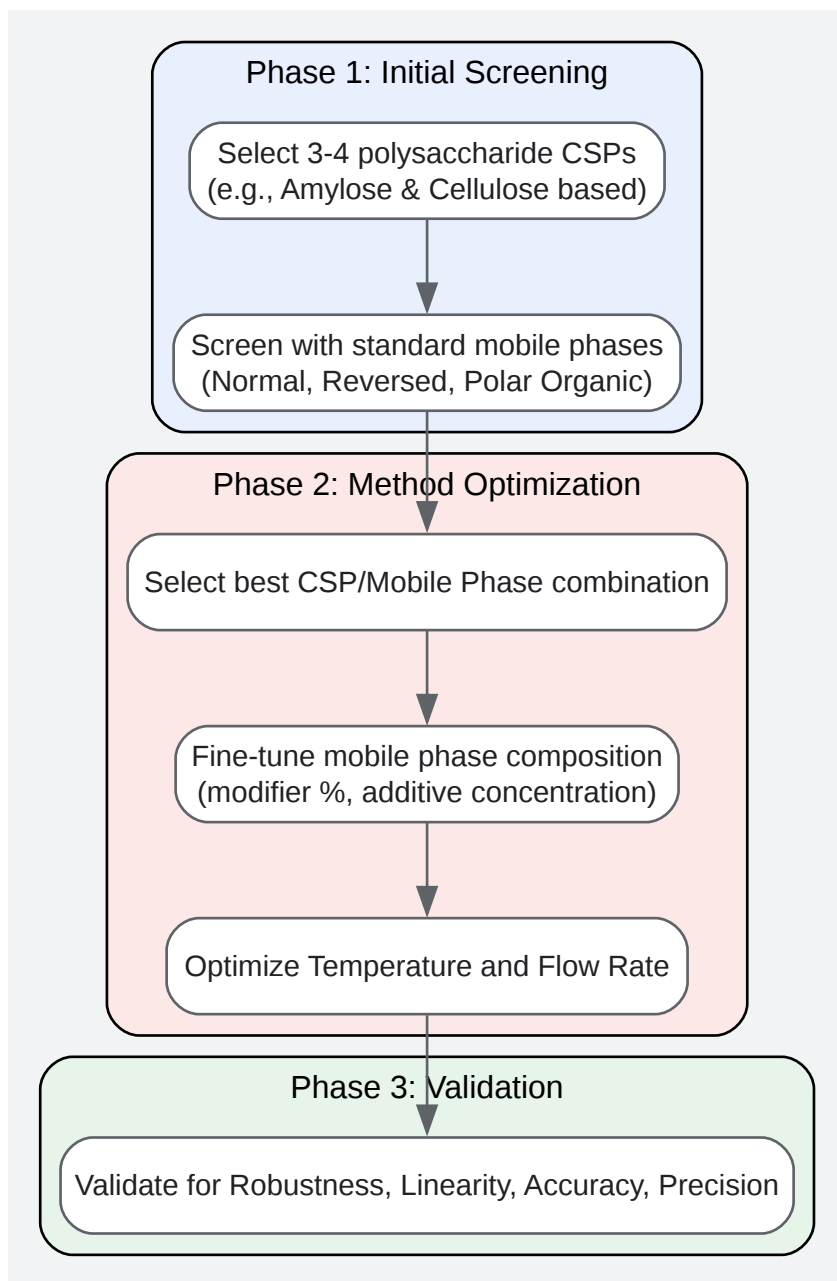 Phase 1: Initial Screening
Select 3-4 polysaccharide CSPs
(e.g., Amylose & Cellulose based)
Screen with standard mobile phases
(Normal, Reversed, Polar Organic)
Phase 2: Method Optimization
Select best CSP/Mobile Phase combination
Fine-tune mobile phase composition
(modifier %, additive concentration)
Optimize Temperature and Flow Rate
Phase 3: Validation
Validate for Robustness, Linearity, Accuracy, Precision